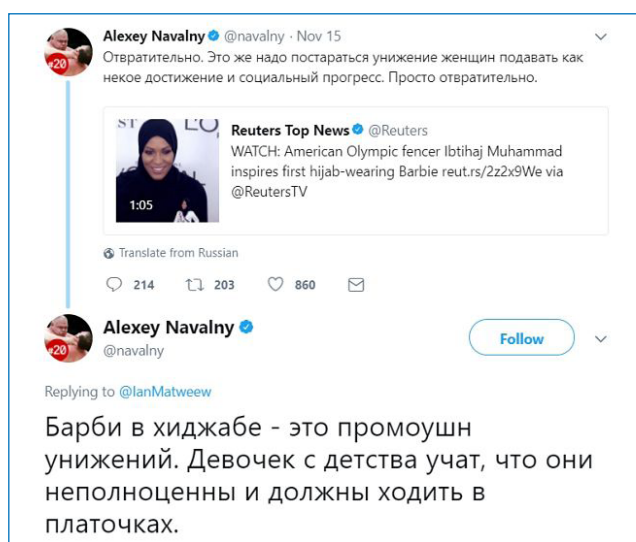 Alexey Navalny @navalny · Nov 15
Отвратительно. Это же надо постараться унижение женщин подавать как
некое достижение и социальный прогресс. Просто отвратительно.
Reuters Top News @Reuters
WATCH: American Olympic fencer Ibtihaj Muhammad
inspires first hijab-wearing Barbie reut.rs/2z2x9We via
@ReutersTV
1:05
Translate from Russian
214 203 860
Alexey Navalny
@navalny
Follow
#20
Replying to @IanMatweew
Барби в хиджабе - это промоушн
унижений. Девочек с детства учат, что они
неполноценны и должны ходить в
платочках.